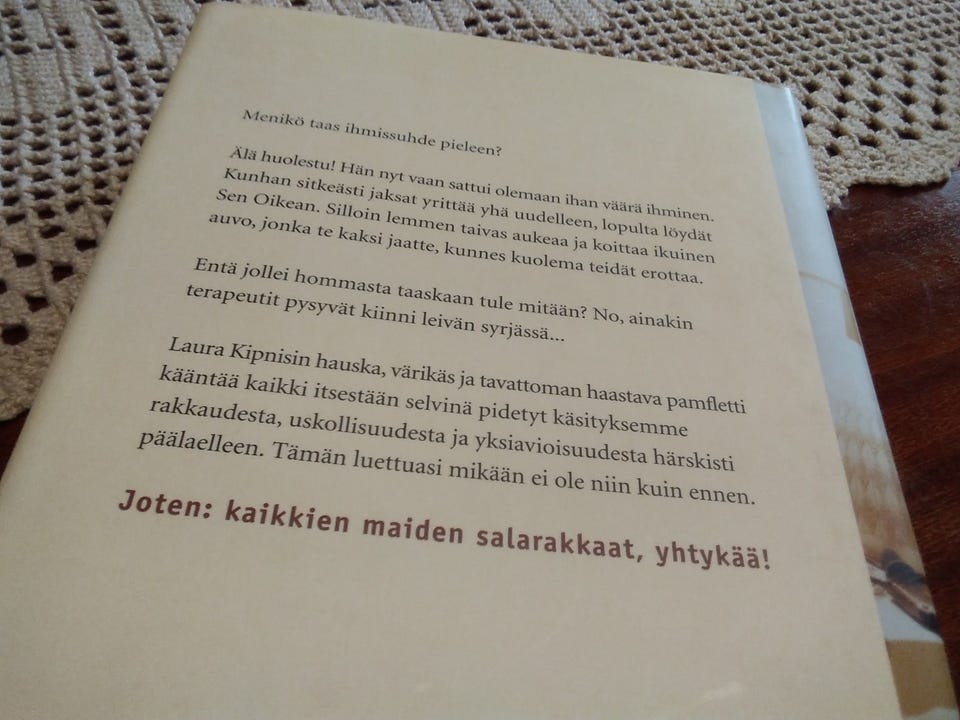 Menikö taas ihmissuhde pieleen?
Älä huolestu! Hän nyt vaan sattui olemaan ihan väärä ihminen.
Kunhan sitkeästi jaksat yrittää yhä uudelleen, lopulta löydät
Sen Oikean. Silloin lemmen taivas aukeaa ja koittaa ikuinen
auvo, jonka te kaksi jaatte, kunnes kuolema teidät erottaa.
Entä jollei hommasta taaskaan tule mitään? No, ainakin
terapeutit pysyvät kiinni leivän syrjässä...
Laura Kipnisin hauska, värikäs ja tavattoman haastava pamfletti
kääntää kaikki itsestään selvinä pidetyt käsityksemme
rakkaudesta, uskollisuudesta ja yksiavioisuudesta härskisti
päälaelleen. Tämän luettuasi mikään ei ole niin kuin ennen.
Joten: kaikkien maiden salarakkaat, yhtykää!